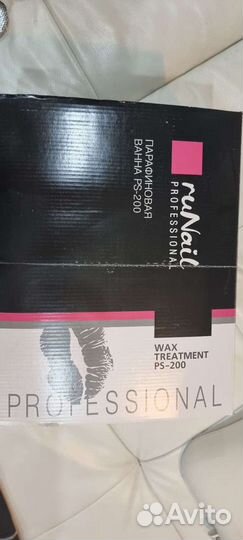 ruNail
PROFESSIONAL
ПАРАФИНОВАЯ
ВАННА PS-200
WAX
TREATMENT
PS-200
PROFESSIONAL
Avito